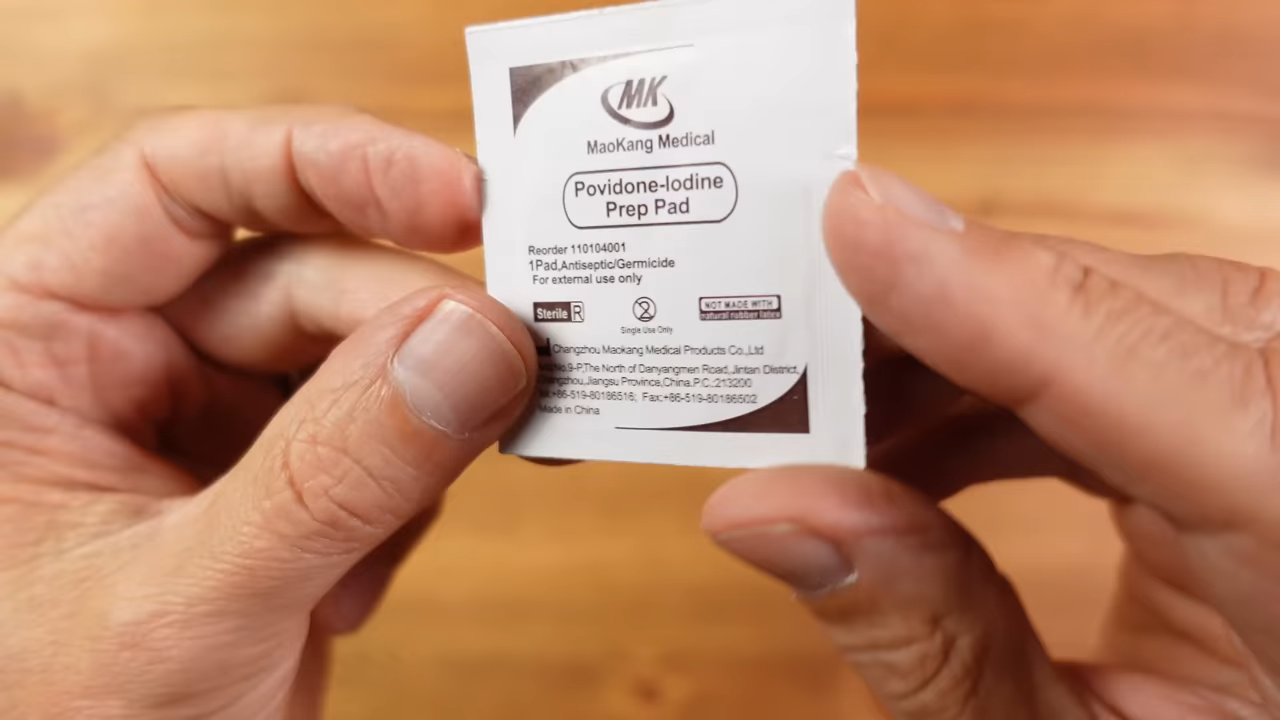 MK
MaoKang Medical
Povidone-Iodine
Prep Pad
Reorder 110104001
1Pad,Antiseptic/Germicide
For external use only
Sterile R
2
Single Use Only
NOT MADE WITH
natural rubber latex
Changzhou Maokang Medical Products Co.,Ltd
No.9-P,The North of Danyangmen Road,Jintan District,
Jiangsu Province,China.P.C.:213200
+86-519-80186516; Fax:+86-519-80186502
Made in China